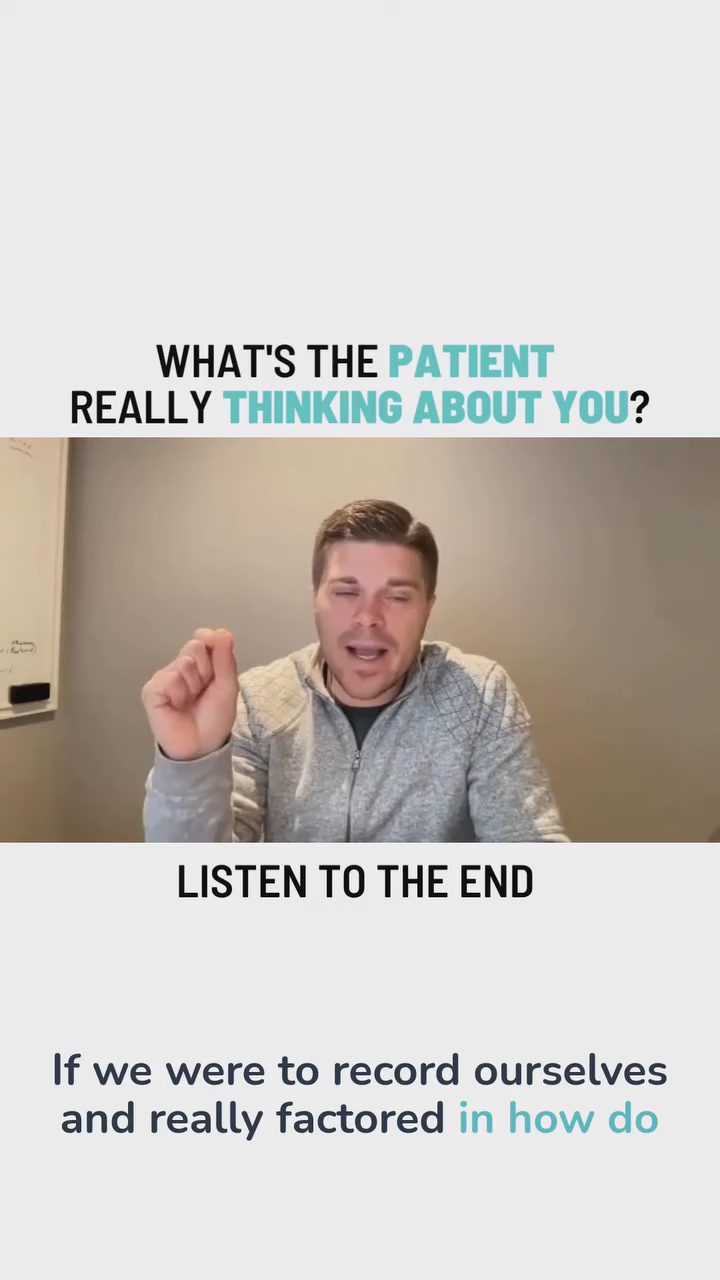 WHAT'S THE PATIENT
REALLY THINKING ABOUT YOU?
LISTEN TO THE END
If we were to record ourselves
and really factored in how do